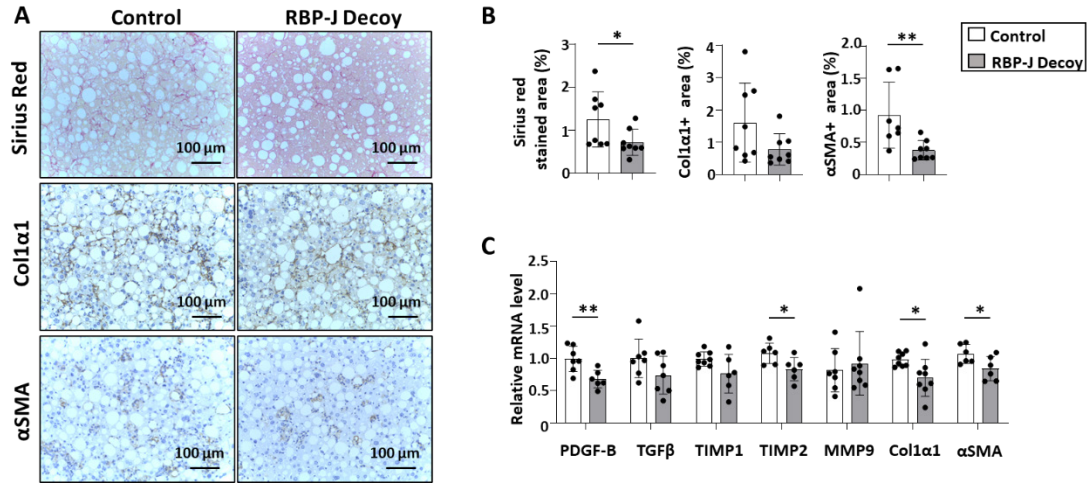 A
Control
RBP-J Decoy
Sirius Red
100 μm
100 μm
Col1α1
100 μm
100 μm
αSMA
100 μm
100 μm
B
Sirius red
stained area (%)
3
2
1
0
*
Col1α1+ area (%)
4
3
2
1
0
αSMA+ area (%)
2.0
1.5
1.0
0.5
0
**
Control
RBP-J Decoy
C
Relative mRNA level
2.5
2.0
1.5
1.0
0.5
0
**
*
*
*
PDGF-B
TGFβ
TIMP1
TIMP2
MMP9
Col1α1
αSMA